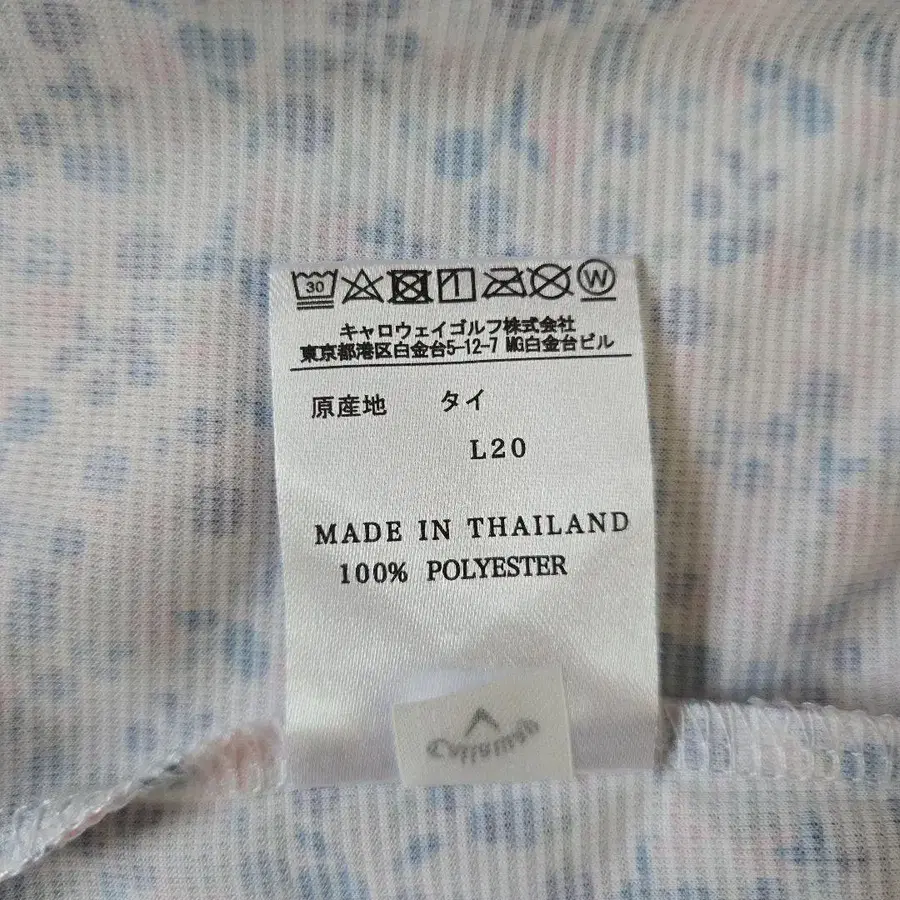 30 W
キャロウェイゴルフ株式会社
東京都港区白金台5-12-7 MG白金台ビル
原産地 タイ
L20
MADE IN THAILAND
100% POLYESTER
Callaway